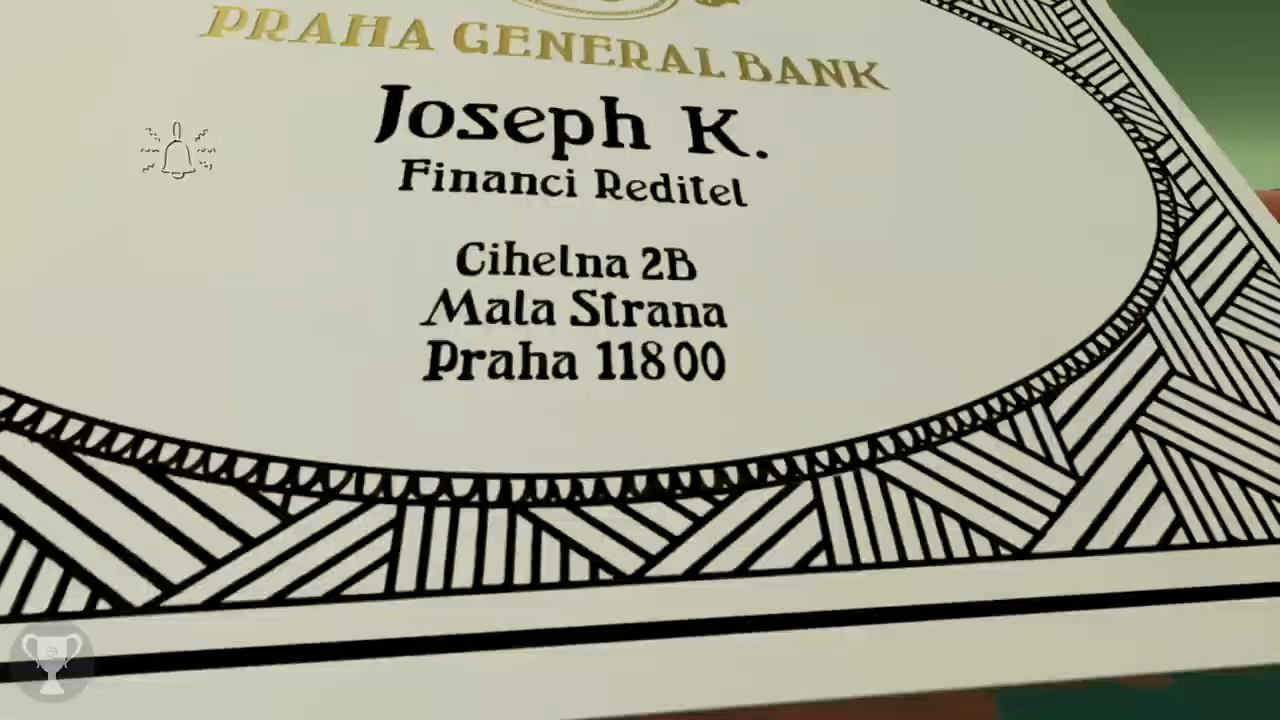 PRAHA GENERAL BANK
Joseph K.
Financi Reditel
Cihelna 2B
Mala Strana
Praha 118 00